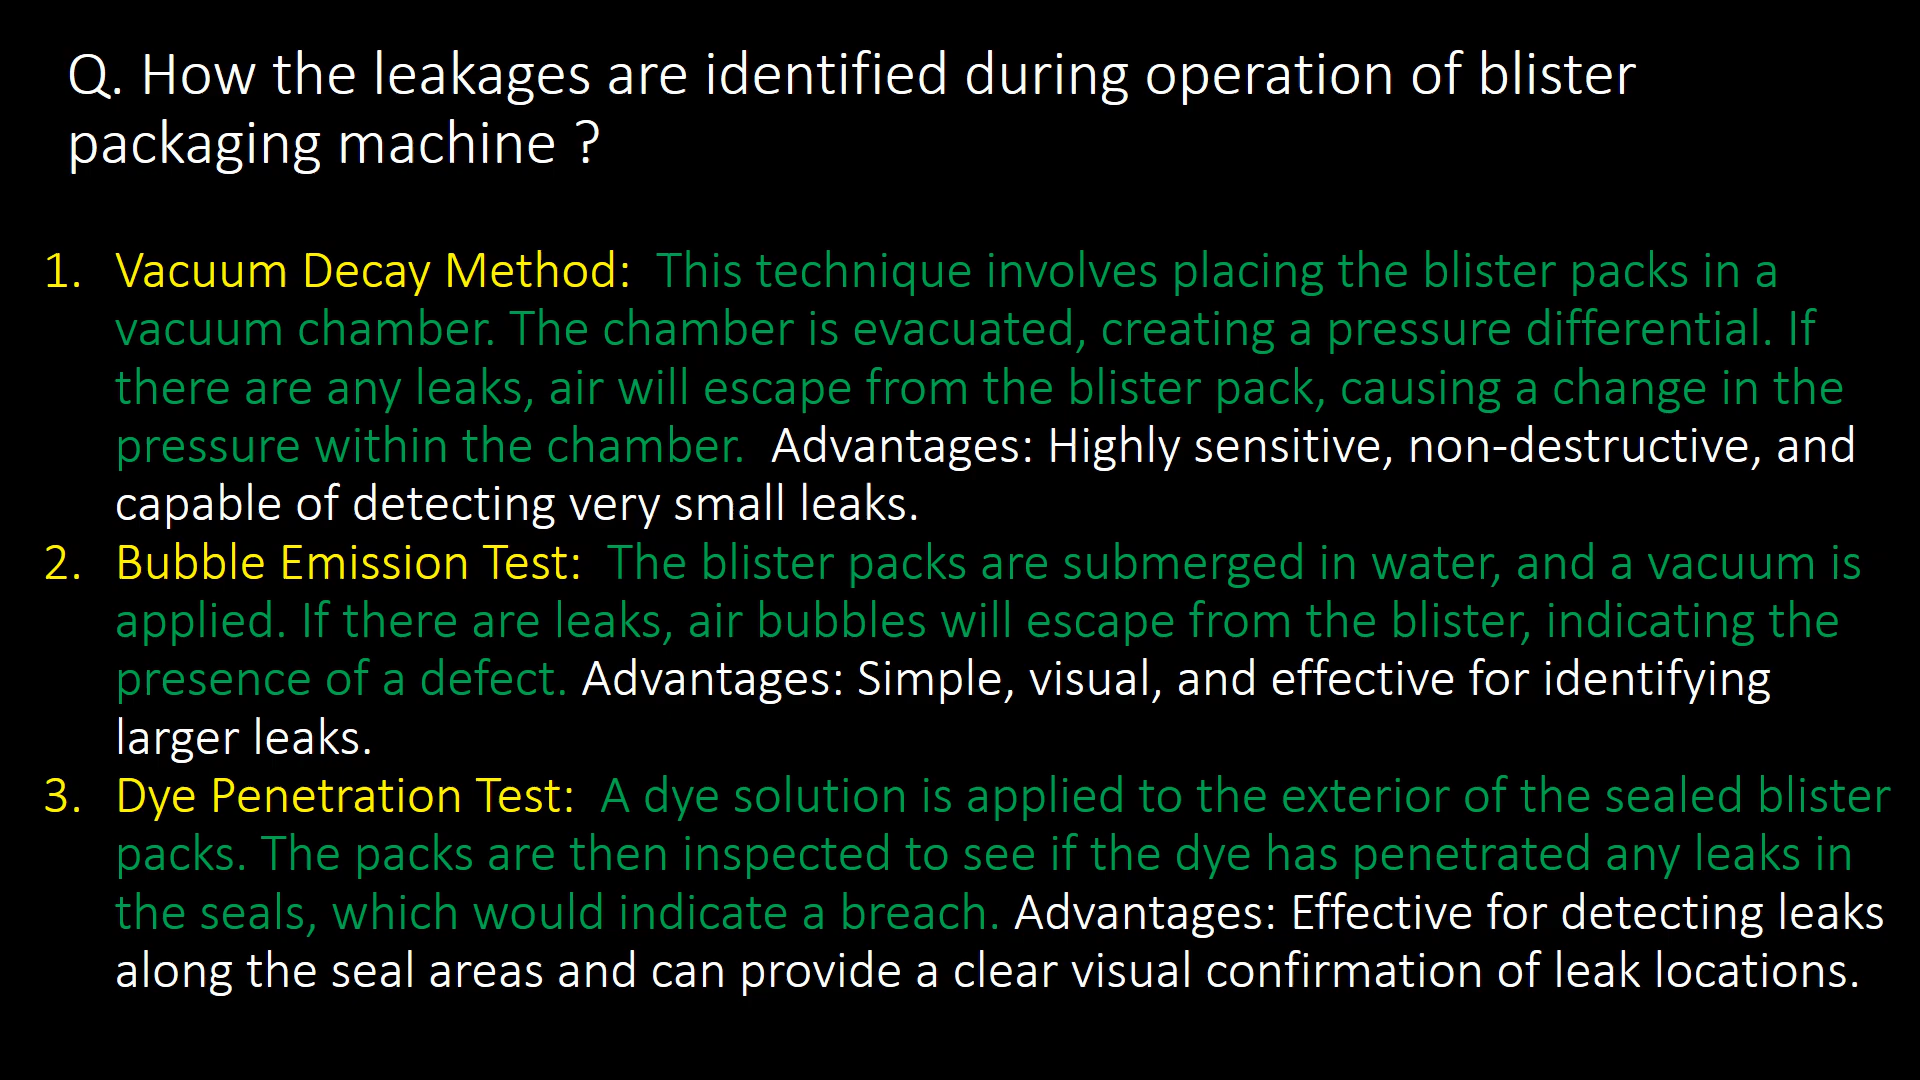 Q. How the leakages are identified during operation of blister
packaging machine ?
1. Vacuum Decay Method: This technique involves placing the blister packs in a
vacuum chamber. The chamber is evacuated, creating a pressure differential. If
there are any leaks, air will escape from the blister pack, causing a change in the
pressure within the chamber. Advantages: Highly sensitive, non-destructive, and
capable of detecting very small leaks.
2. Bubble Emission Test: The blister packs are submerged in water, and a vacuum is
applied. If there are leaks, air bubbles will escape from the blister, indicating the
presence of a defect. Advantages: Simple, visual, and effective for identifying
larger leaks.
3. Dye Penetration Test: A dye solution is applied to the exterior of the sealed blister
packs. The packs are then inspected to see if the dye has penetrated any leaks in
the seals, which would indicate a breach. Advantages: Effective for detecting leaks
along the seal areas and can provide a clear visual confirmation of leak locations.